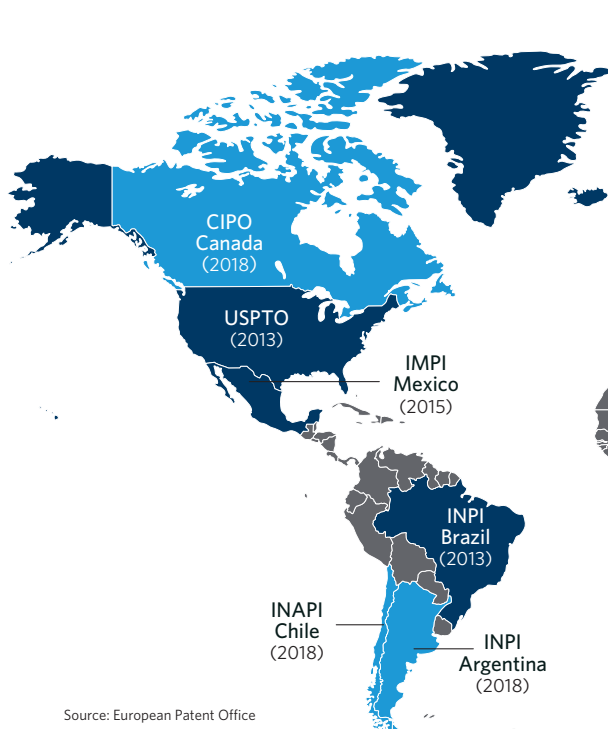 CIPO
Canada
(2018)
USPTO
(2013)
IMPI
Mexico
(2015)
INPI
Brazil
(2013)
INAPI
Chile
(2018)
INPI
Argentina
(2018)
Source: European Patent Office